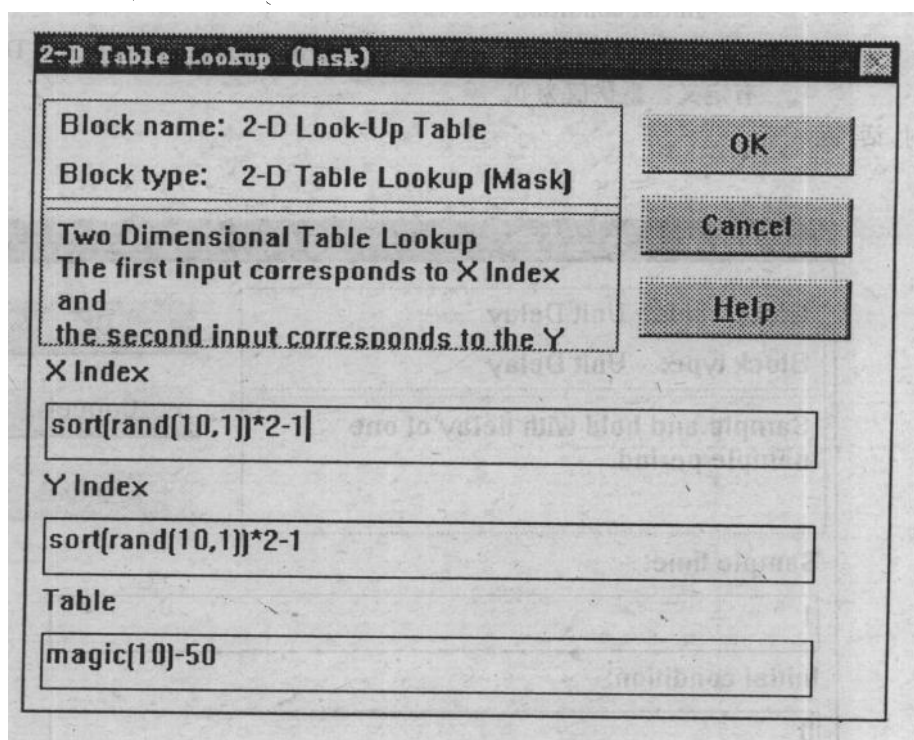 2-D Table Lookup (Mask)
Block name: 2-D Look-Up Table
Block type: 2-D Table Lookup (Mask)
OK
Two Dimensional Table Lookup
The first input corresponds to X Index
and
the second input corresponds to the Y
Cancel
Help
X Index
sort(rand(10,1))*2-1
Y Index
sort(rand(10,1))*2-1
Table
magic(10)-50